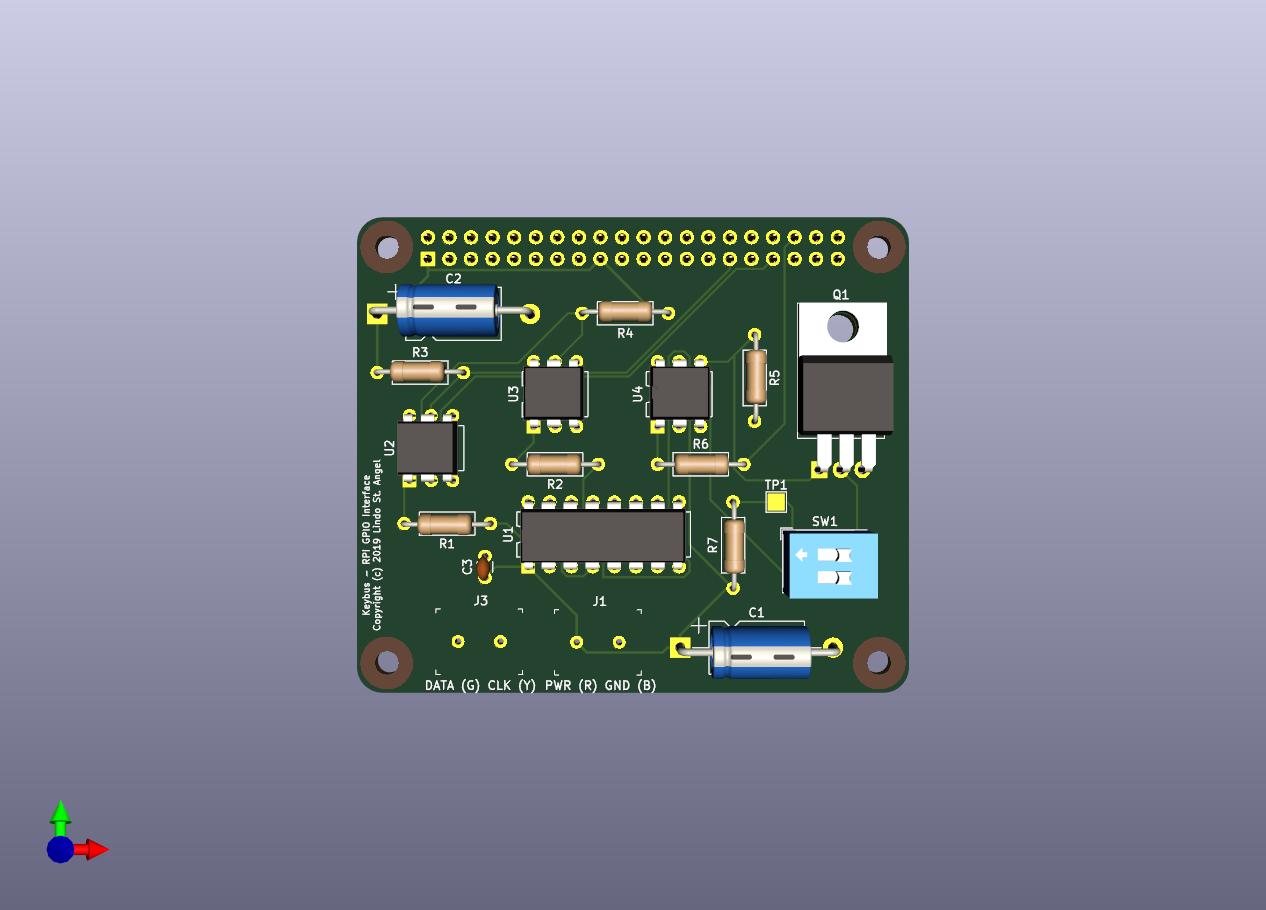 C2
Q1
R4
R3
R5
U3
U4
U2
R6
R2
TP1
SW1
R1
U1
R7
C3
J3
J1
C1
Keybus - RPI GPIO Interface
Copyright (c) 2019 Lindo St. Angel
DATA (G) CLK (Y) PWR (R) GND (B)